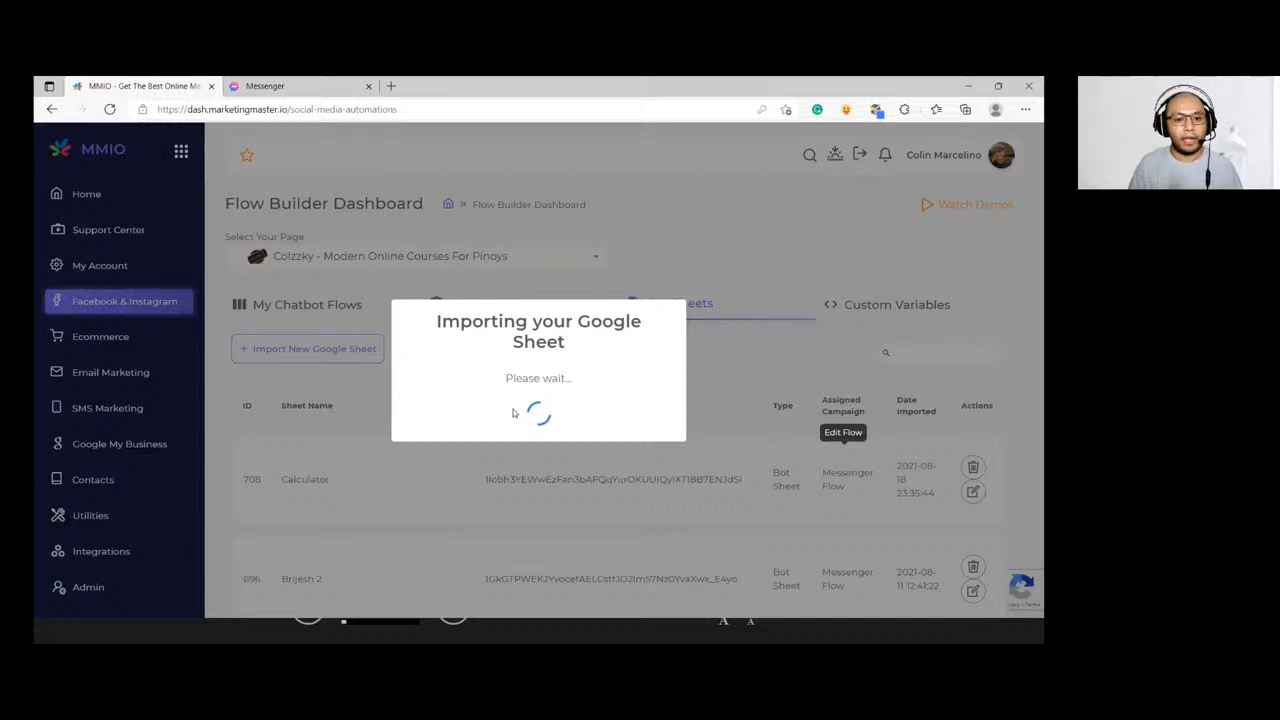 MMIO - Get The Best Online Ma
Messenger
https://dash.marketingmaster.io/social-media-automations
MMIO
Colin Marcelino
Home
Support Center
My Account
Facebook & Instagram
Ecommerce
Email Marketing
SMS Marketing
Google My Business
Contacts
Utilities
Integrations
Admin
Flow Builder Dashboard
» Flow Builder Dashboard
Watch Demos
Select Your Page
Colzzky - Modern Online Courses For Pinoys
My Chatbot Flows
eets
Custom Variables
+ Import New Google Sheet
Importing your Google
Sheet
Please wait...
ID
Sheet Name
Type
Assigned
Campaign
Date
Imported
Actions
Edit Flow
708
Calculator
Bot
Sheet
Messenger
Flow
2021-08-
18
23:35:44
696
Brijesh 2
Bot
Sheet
Messenger
Flow
2021-08-
11 12:41:22
A A